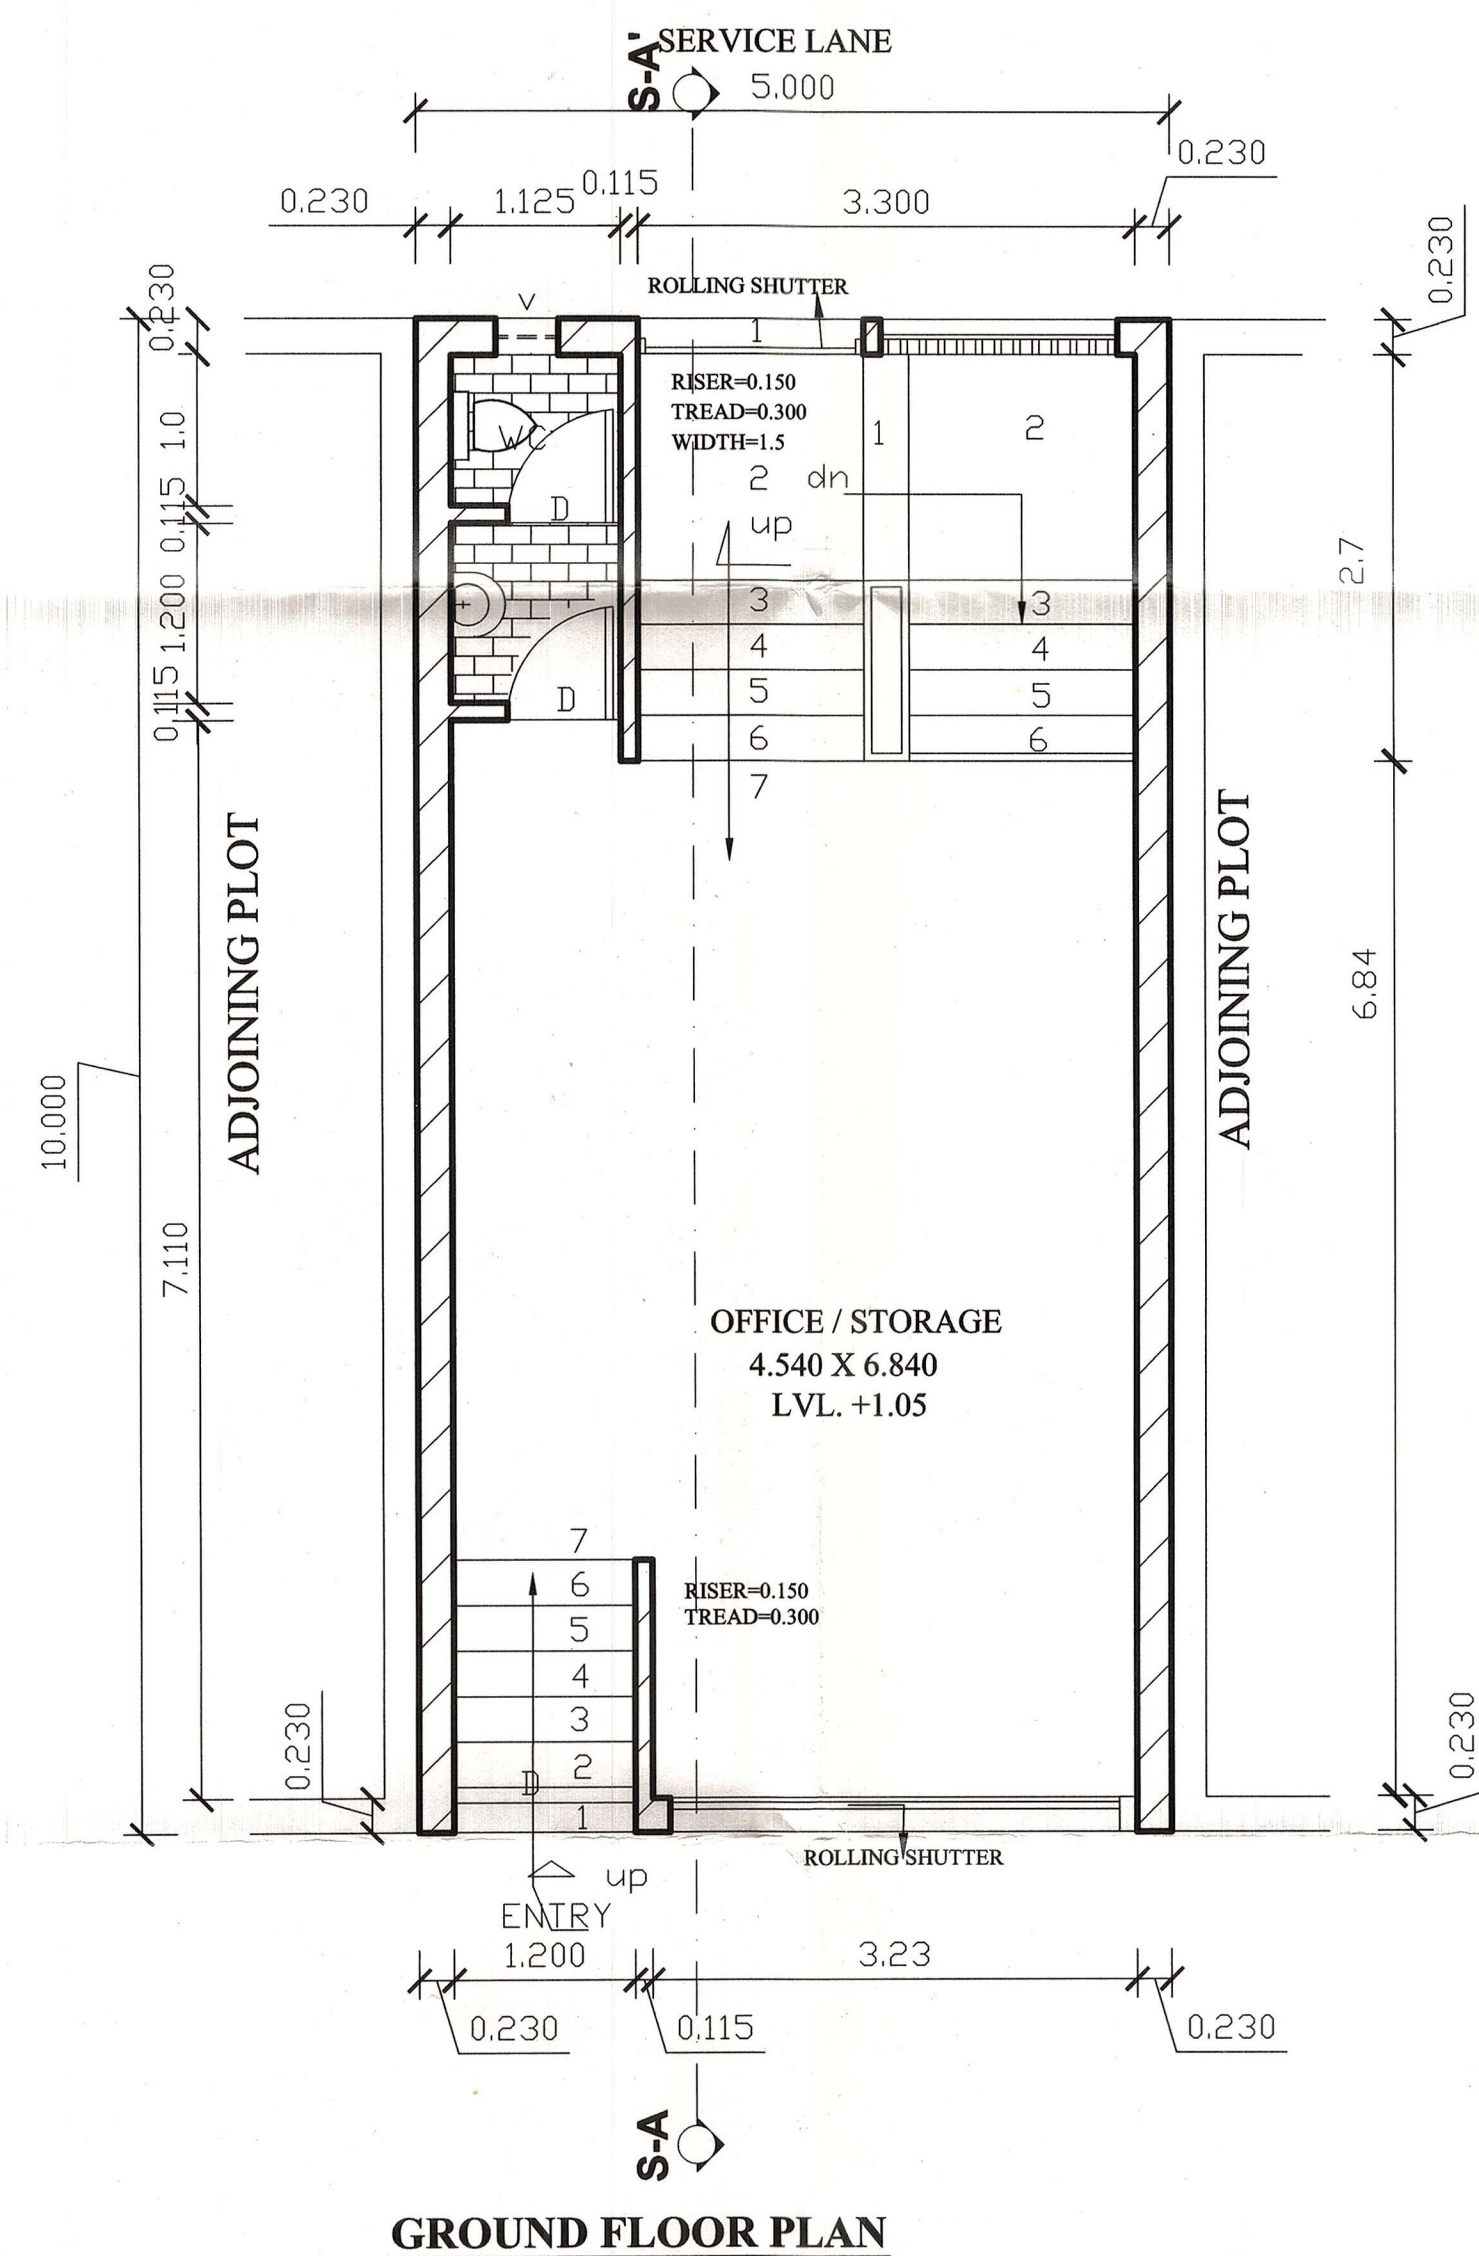 S-A'
SERVICE LANE
5.000
0.230
0.230
1.125
0.115
3.300
0.230
0.230
ROLLING SHUTTER
V
1
RISER=0.150
TREAD=0.300
WIDTH=1.5
1
2
1.0
WC
2
dn
D
up
0.115
2.7
3
3
1.200
4
4
5
5
D
0.115
6
6
7
ADJOINING PLOT
ADJOINING PLOT
6.84
10.000
7.110
OFFICE / STORAGE
4.540 X 6.840
LVL. +1.05
7
6
RISER=0.150
TREAD=0.300
5
4
3
0.230
0.230
2
D
1
ROLLING SHUTTER
up
ENTRY
1.200
3.23
0.230
0.115
0.230
S-A
GROUND FLOOR PLAN